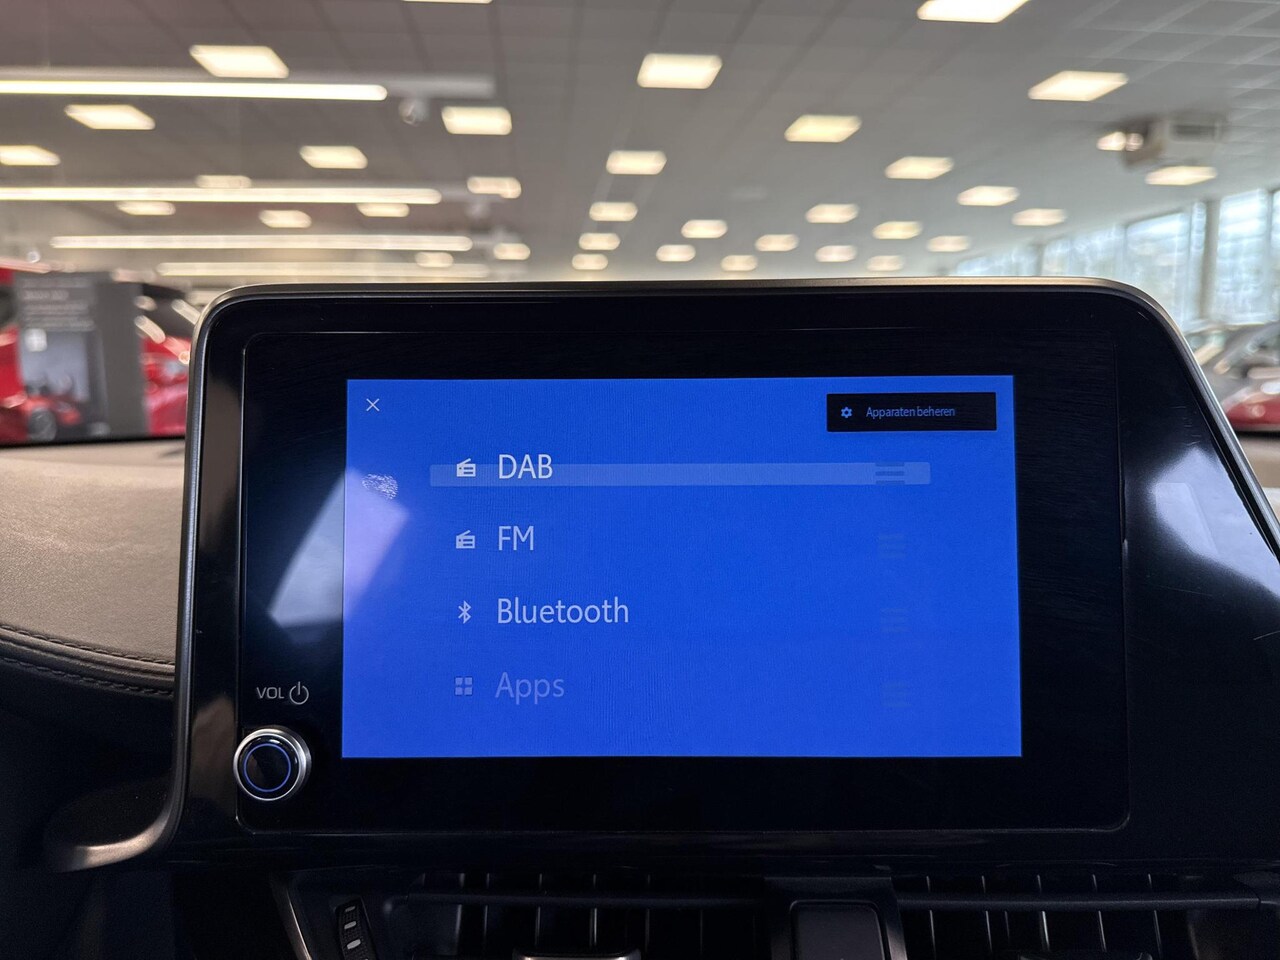 Apparaten beheren
DAB
FM
Bluetooth
Apps
VOL